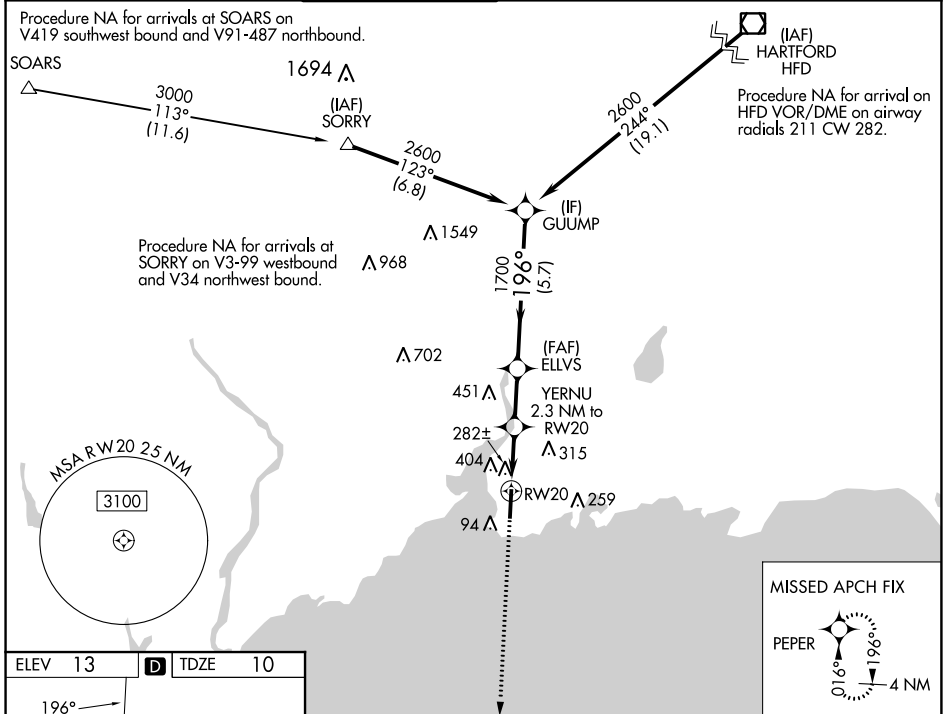 Procedure NA for arrivals at SOARS on
V419 southwest bound and V91-487 northbound.
SOARS
3000
113°
(11.6)
1694
(IAF)
SORRY
2600
123°
(6.8)
(IAF)
HARTFORD
HFD
Procedure NA for arrival on
HFD VOR/DME on airway
radials 211 CW 282.
2600
244°
(19.1)
(IF)
GUUMP
1549
968
Procedure NA for arrivals at
SORRY on V3-99 westbound
and V34 northwest bound.
1700
196°
(5.7)
702
(FAF)
ELLVS
451
YERNU
2.3 NM to
RW20
282±
404
315
RW20
259
94
MSA RW20 25 NM
3100
MISSED APCH FIX
PEPER
016°
196°
4 NM
ELEV 13
D
TDZE 10
196°